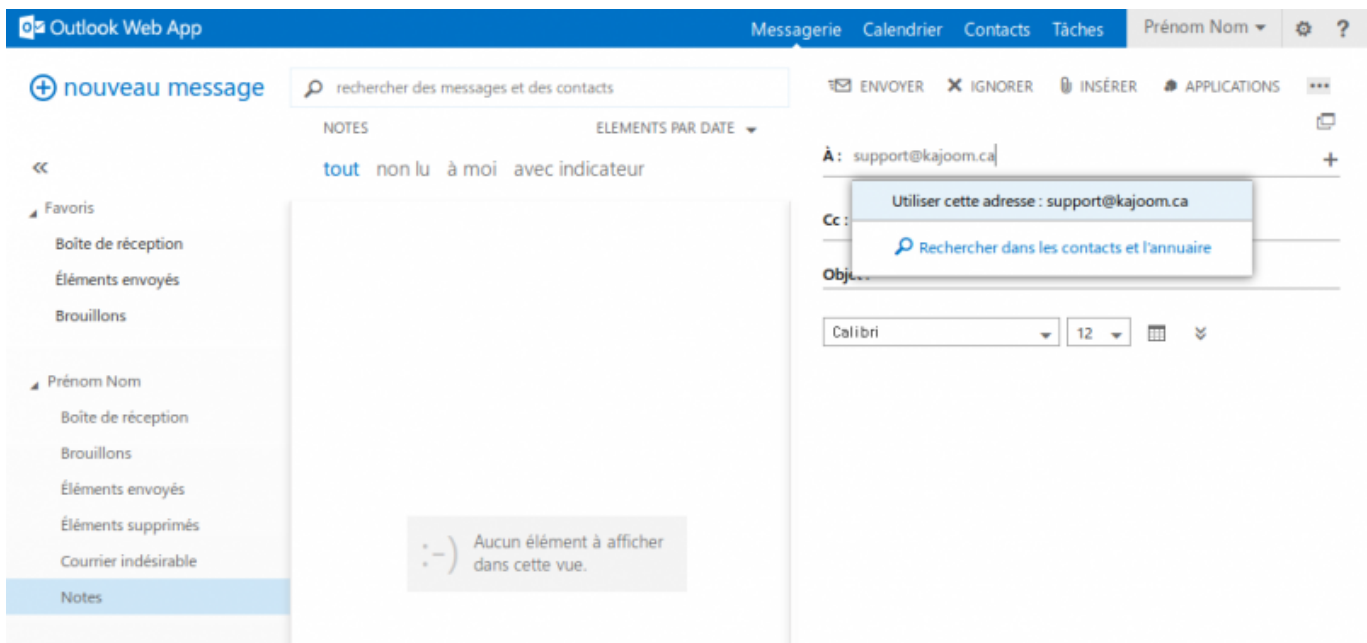 Outlook Web App
Messagerie Calendrier Contacts Tâches Prénom Nom ?
nouveau message
rechercher des messages et des contacts
NOTES ELEMENTS PAR DATE
tout non lu à moi avec indicateur
Favoris
Boîte de réception
Éléments envoyés
Brouillons
Prénom Nom
Boîte de réception
Brouillons
Éléments envoyés
Éléments supprimés
Courrier indésirable
Notes
:-) Aucun élément à afficher
dans cette vue.
ENVOYER IGNORER INSÉRER APPLICATIONS
À : support@kajoom.ca
Utiliser cette adresse : support@kajoom.ca
Cc :
Rechercher dans les contacts et l'annuaire
Objet :
Calibri 12